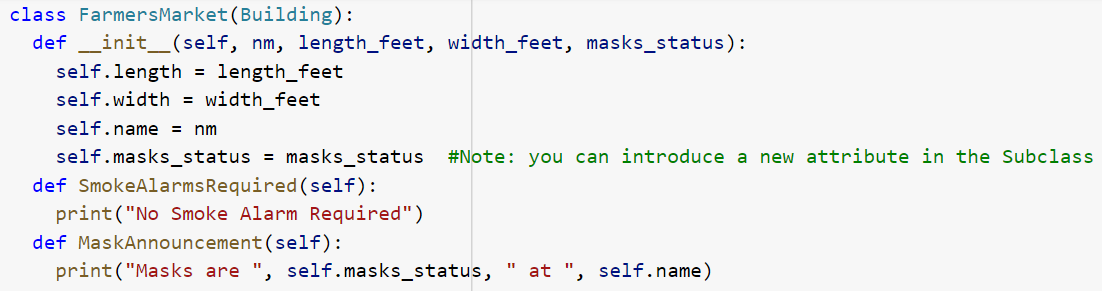 class FarmersMarket(Building):
  def __init__(self, nm, length_feet, width_feet, masks_status):
    self.length = length_feet
    self.width = width_feet
    self.name = nm
    self.masks_status = masks_status  #Note: you can introduce a new attribute in the Subclass
  def SmokeAlarmsRequired(self):
    print("No Smoke Alarm Required")
  def MaskAnnouncement(self):
    print("Masks are ", self.masks_status, " at ", self.name)